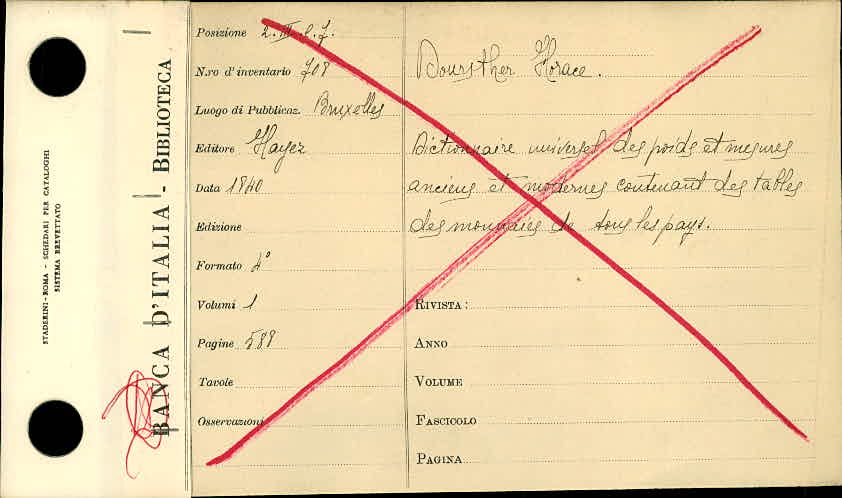 STADERINI-ROMA - SCHEDARI PER CATALOGHI
SISTEMA BREVETTATO
BANCA D'ITALIA - BIBLIOTECA
Posizione 2. III. e. 7.
N.ro d'inventario 708
Luogo di Pubblicaz. Bruxelles
Editore Hayez
Data 1840
Edizione
Formato 4°
Volumi 1
Pagine 588
Tavole
Osservazioni
Doursther Horace.
Dictionnaire universel des poids et mesures
anciens et modernes contenant des tables
des monnaies de tous les pays.
RIVISTA:
ANNO
VOLUME
FASCICOLO
PAGINA